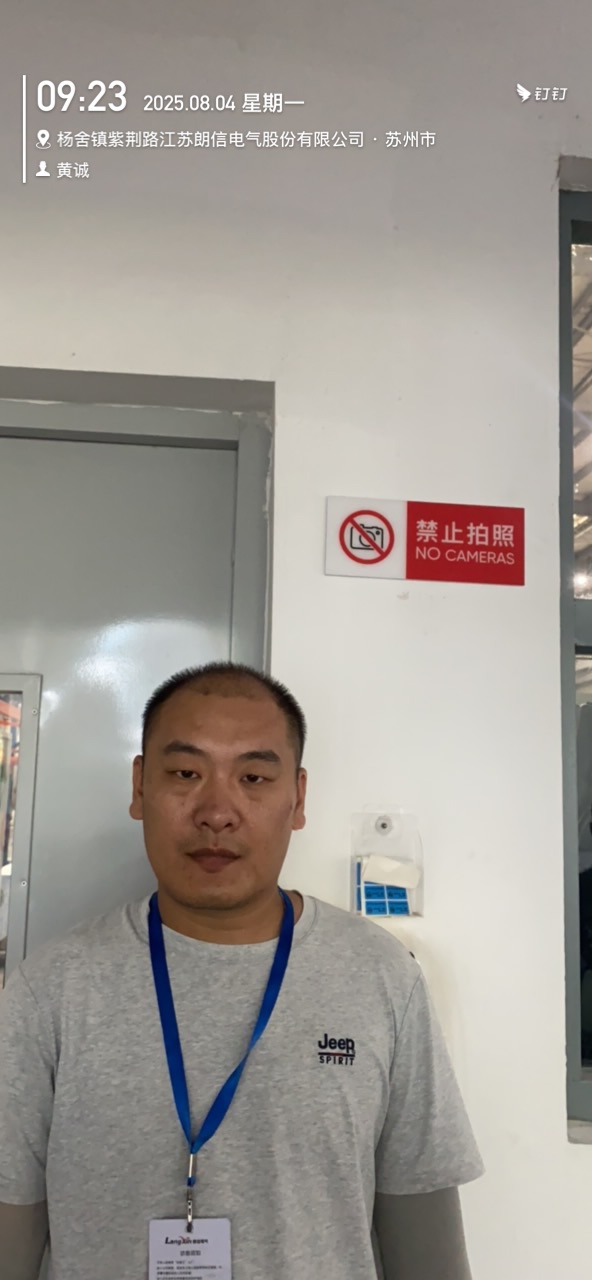 09:23 2025.08.04 星期一 钉钉
杨舍镇紫荆路江苏朗信电气股份有限公司 · 苏州市
黄诚
禁止拍照
NO CAMERAS
Jeep
SPIRIT